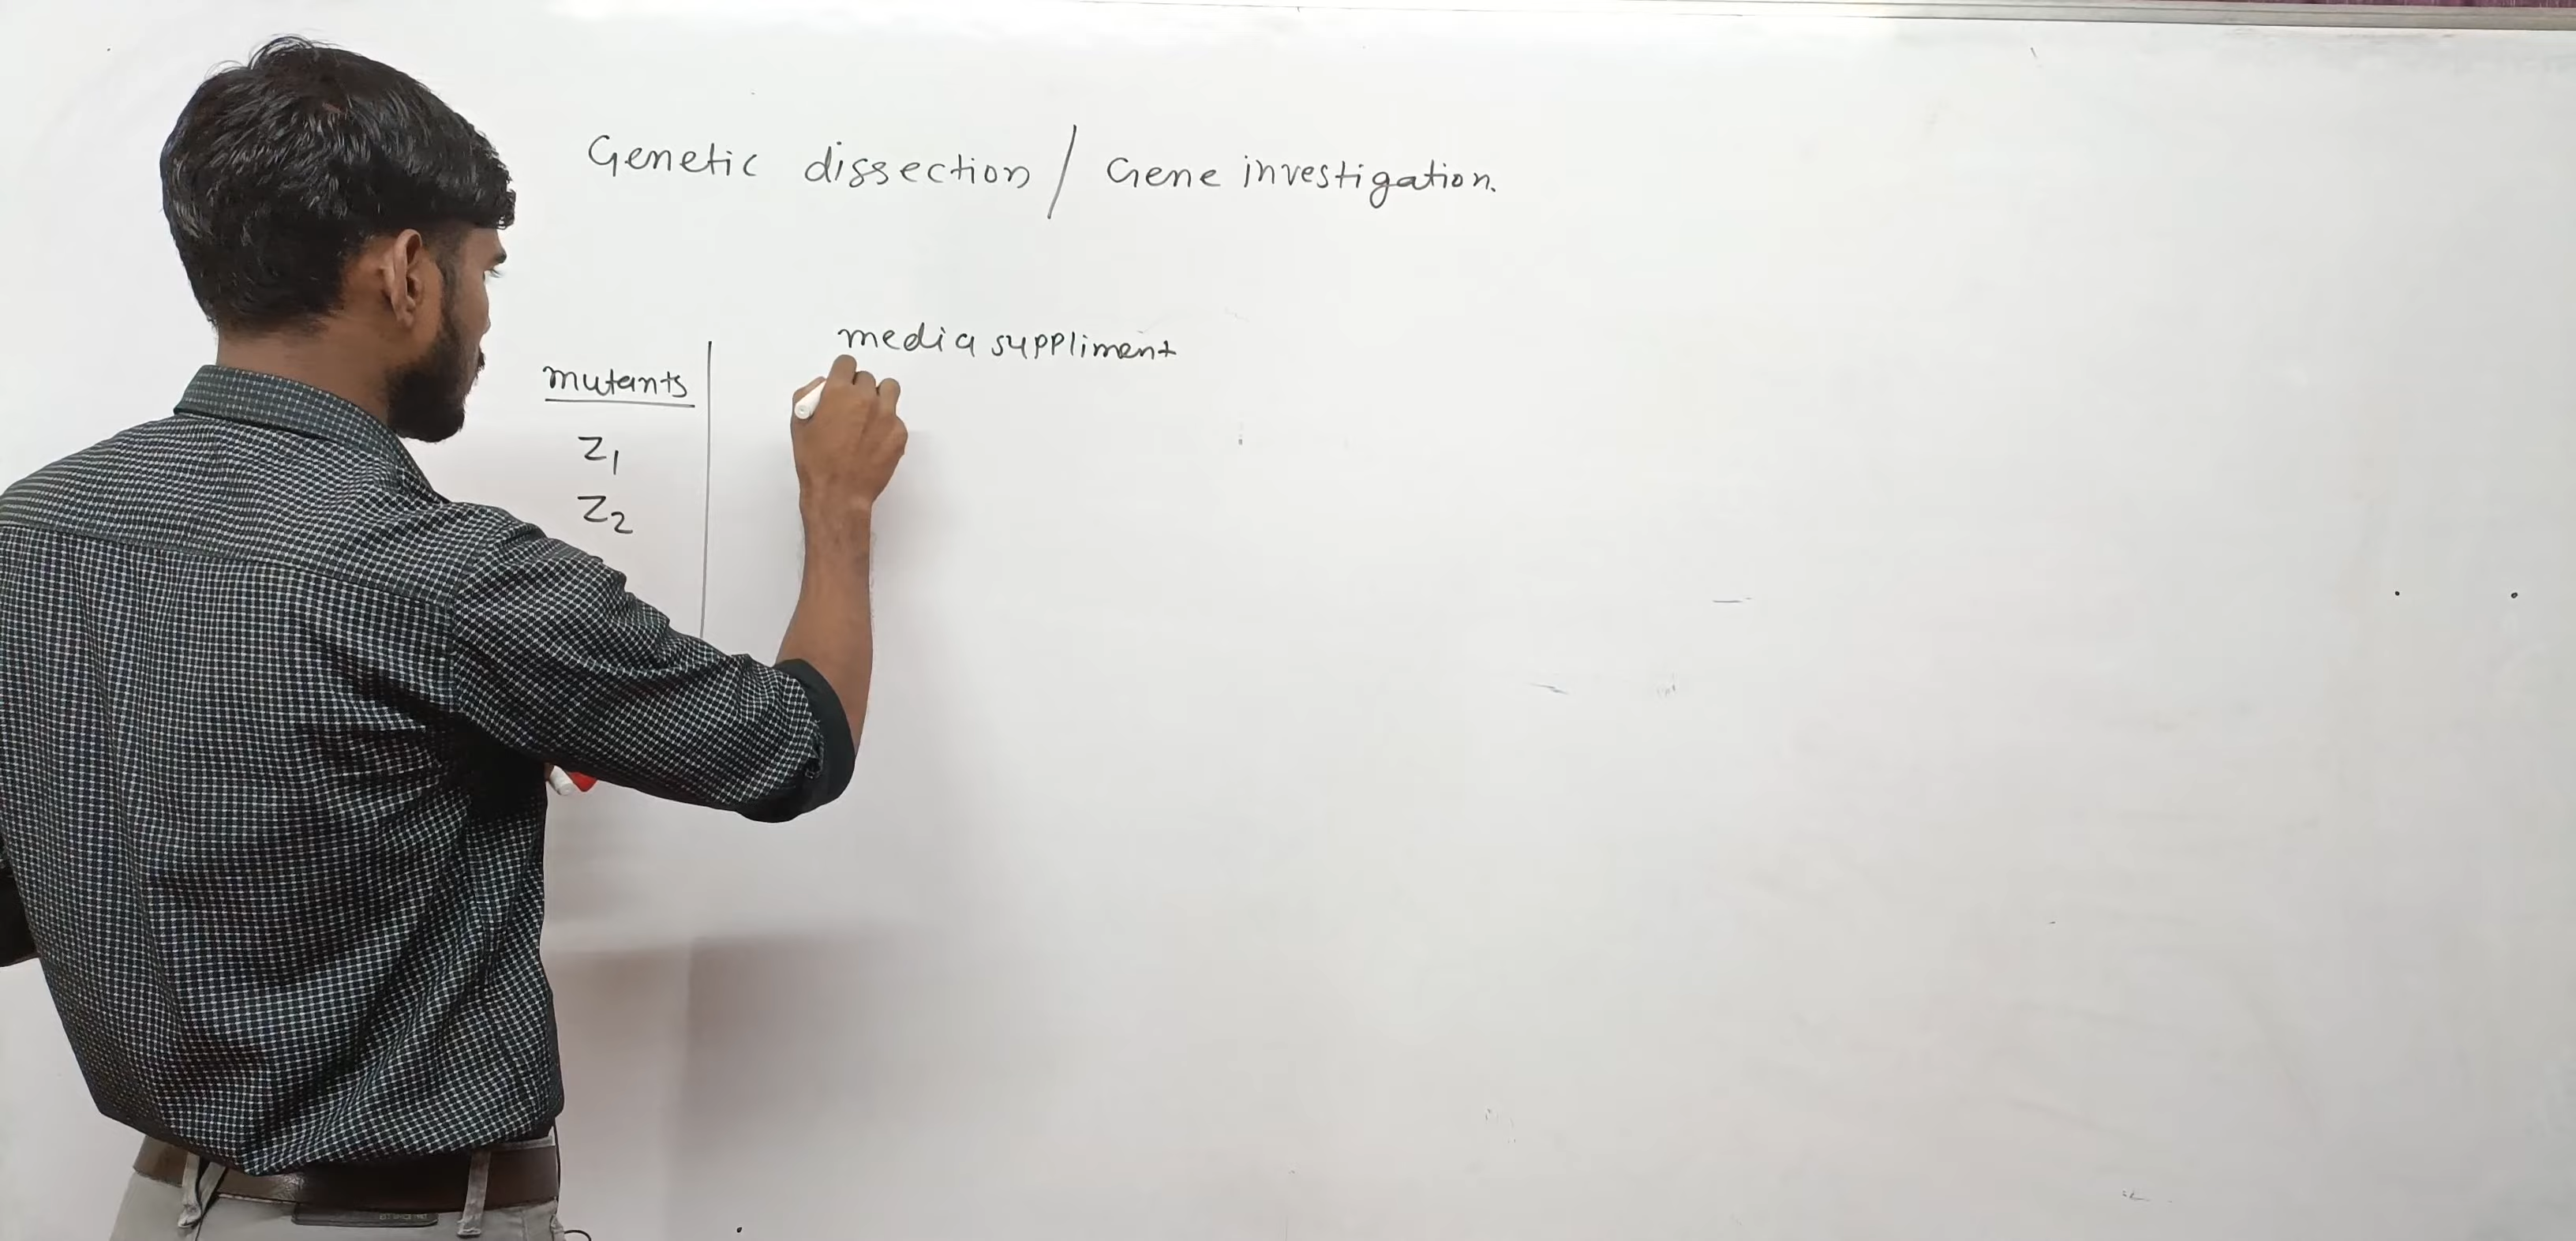 Genetic dissection / Gene investigation.
media suppliment
mutants
Z1
Z2